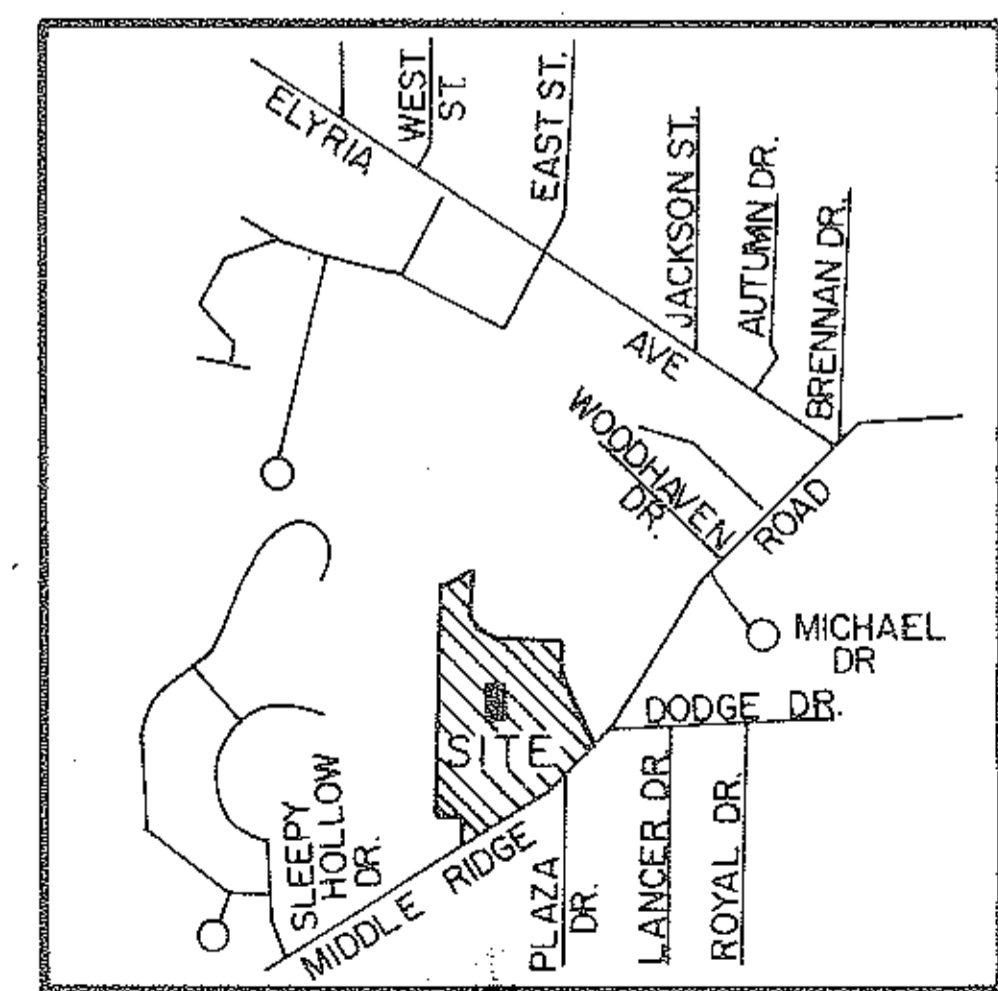 ELYRIA
WEST
ST.
EAST ST.
JACKSON ST.
AUTUMN DR.
BRENNAN DR.
AVE
WOODHAVEN
DR.
ROAD
MICHAEL
DR
DODGE DR.
SITE
SLEEPY
HOLLOW
DR.
MIDDLE RIDGE
PLAZA
DR.
LANCER DR.
ROYAL DR.